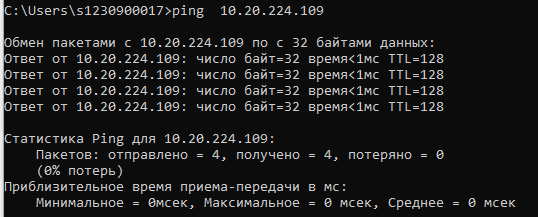 C:\Users\s1230900017>ping  10.20.224.109
Обмен пакетами с 10.20.224.109 по с 32 байтами данных:
Ответ от 10.20.224.109: число байт=32 время<1мс TTL=128
Ответ от 10.20.224.109: число байт=32 время<1мс TTL=128
Ответ от 10.20.224.109: число байт=32 время<1мс TTL=128
Ответ от 10.20.224.109: число байт=32 время<1мс TTL=128
Статистика Ping для 10.20.224.109:
    Пакетов: отправлено = 4, получено = 4, потеряно = 0
    (0% потерь)
Приблизительное время приема-передачи в мс:
    Минимальное = 0мсек, Максимальное = 0 мсек, Среднее = 0 мсек